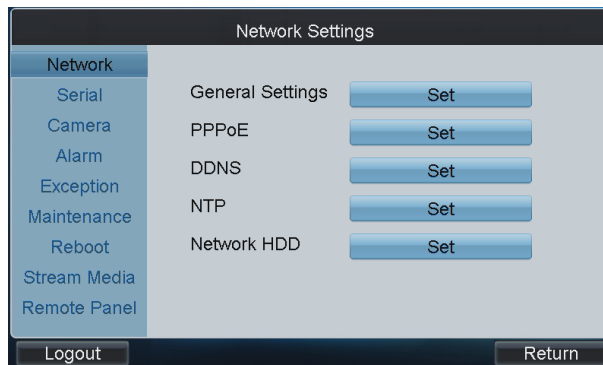 Network Settings
Network
Serial
Camera
Alarm
Exception
Maintenance
Reboot
Stream Media
Remote Panel
General Settings Set
PPPoE Set
DDNS Set
NTP Set
Network HDD Set
Logout Return